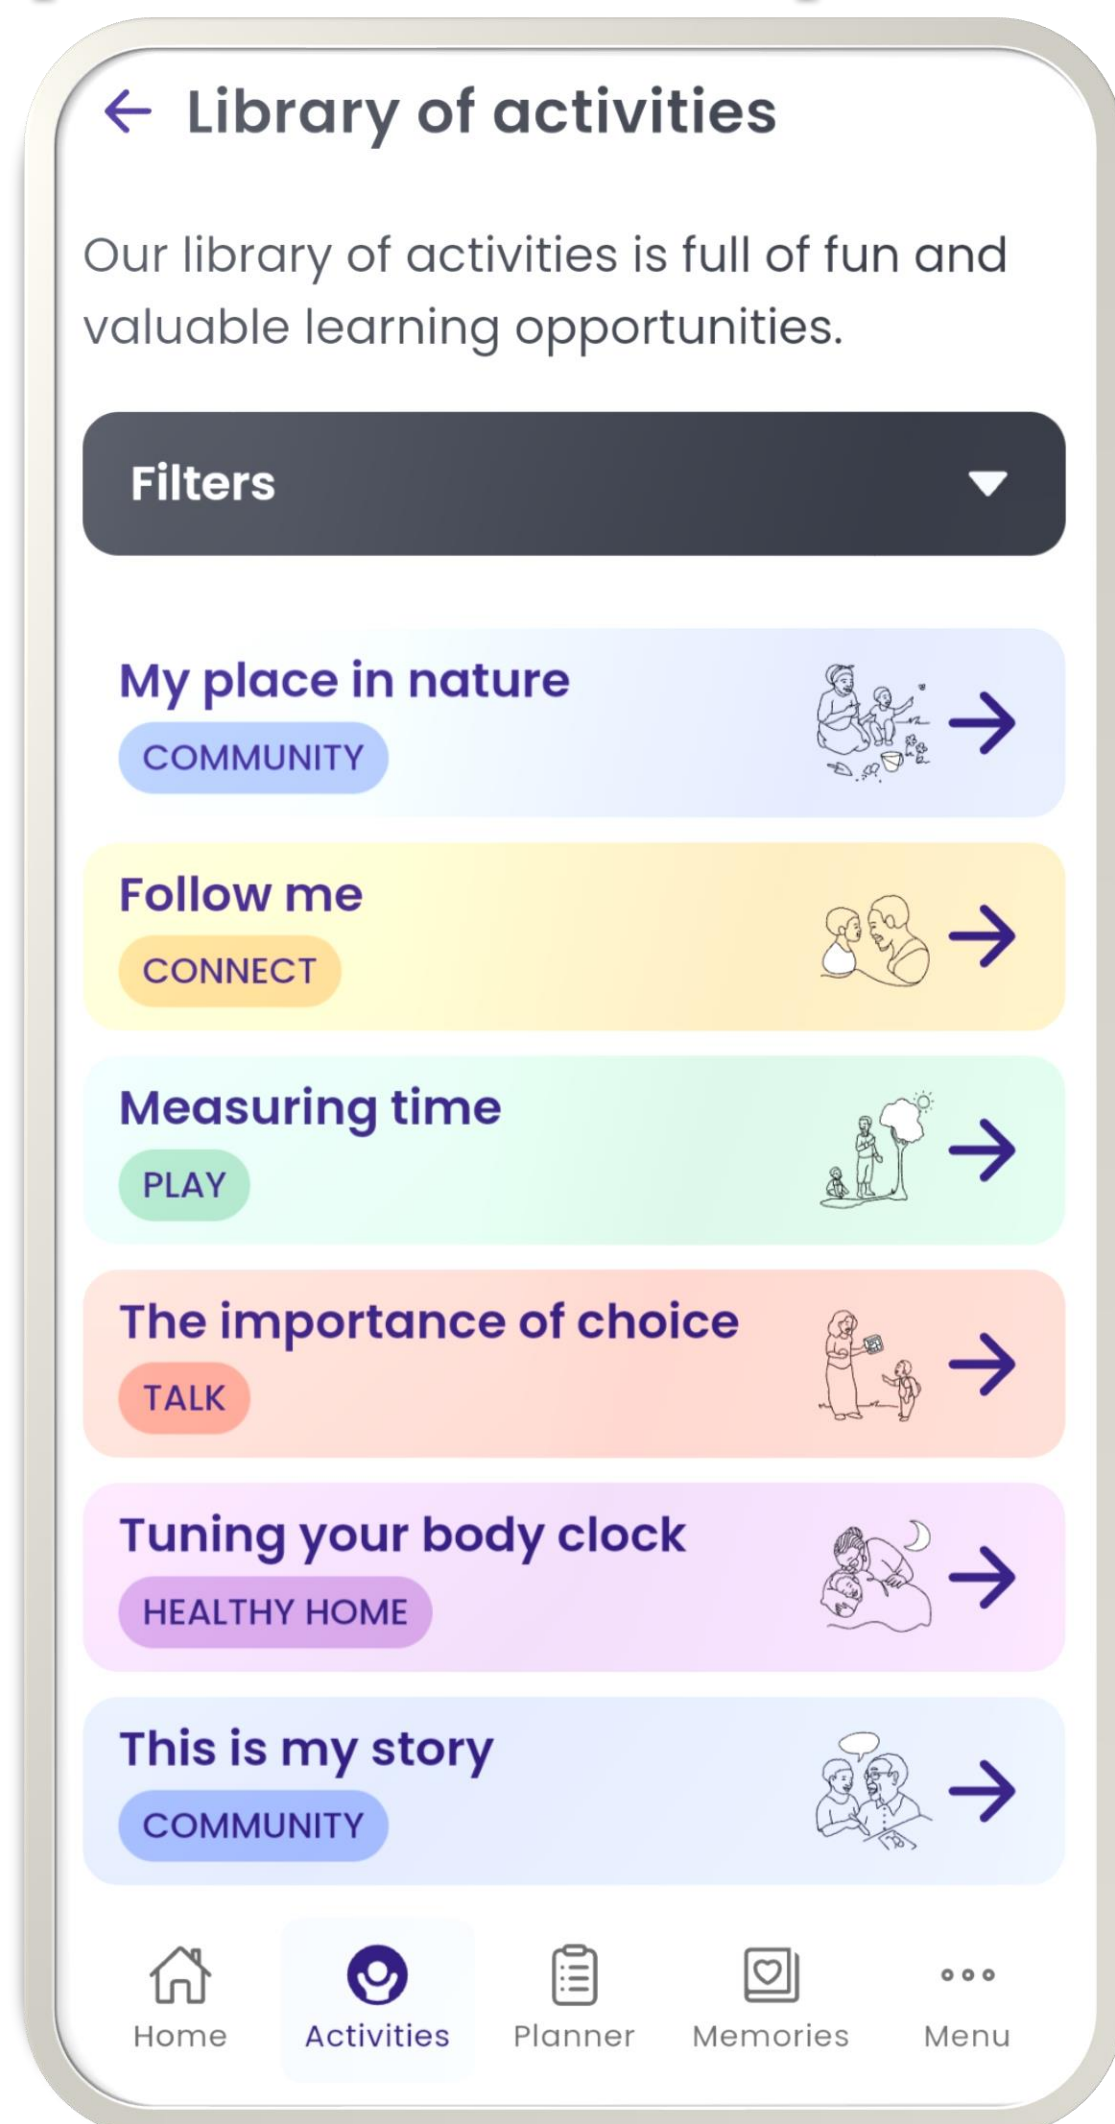 Library of activities
Our library of activities is full of fun and
valuable learning opportunities.
Filters
My place in nature
COMMUNITY
Follow me
CONNECT
Measuring time
PLAY
The importance of choice
TALK
Tuning your body clock
HEALTHY HOME
This is my story
COMMUNITY
Home Activities Planner Memories Menu